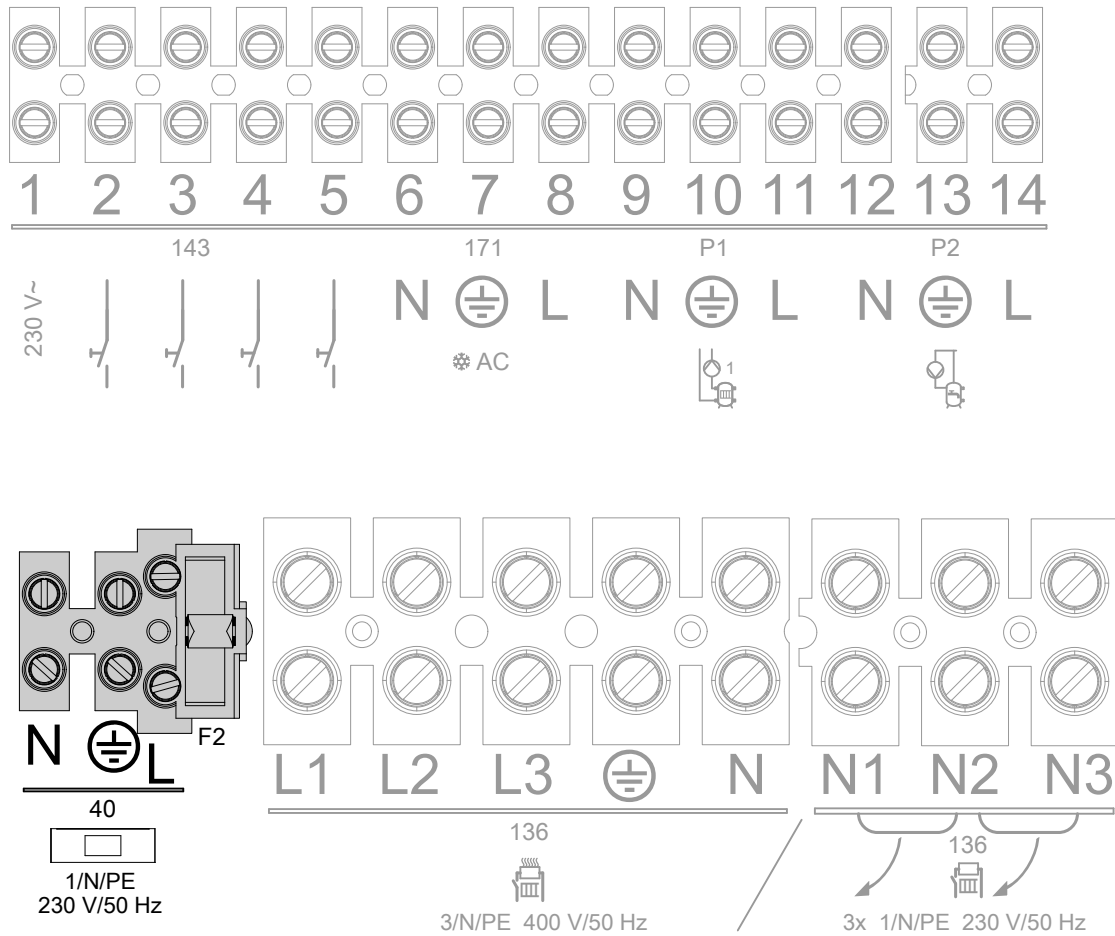 1 2 3 4 5 6 7 8 9 10 11 12 13 14
143 171 P1 P2
230 V~
N L N L N L
AC
1
F2
N L
L1 L2 L3 N N1 N2 N3
40
136 136
1/N/PE
230 V/50 Hz
3/N/PE 400 V/50 Hz
3x 1/N/PE 230 V/50 Hz